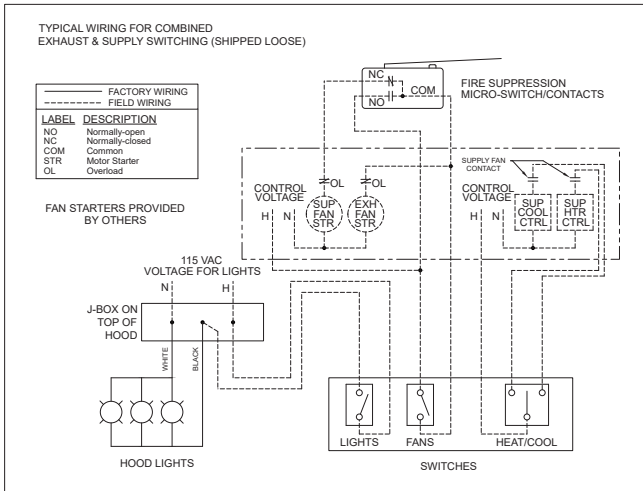 TYPICAL WIRING FOR COMBINED
EXHAUST & SUPPLY SWITCHING (SHIPPED LOOSE)
FACTORY WIRING
FIELD WIRING
LABEL DESCRIPTION
NO Normally-open
NC Normally-closed
COM Common
STR Motor Starter
OL Overload
FAN STARTERS PROVIDED
BY OTHERS
NC
NO
COM
FIRE SUPPRESSION
MICRO-SWITCH/CONTACTS
CONTROL
VOLTAGE
H N
OL
OL
SUP
FAN
STR
EXH
FAN
STR
SUPPLY FAN
CONTACT
CONTROL
VOLTAGE
H N
SUP
COOL
CTRL
SUP
HTR
CTRL
115 VAC
VOLTAGE FOR LIGHTS
N H
J-BOX ON
TOP OF
HOOD
WHITE
BLACK
HOOD LIGHTS
LIGHTS
FANS
HEAT/COOL
SWITCHES